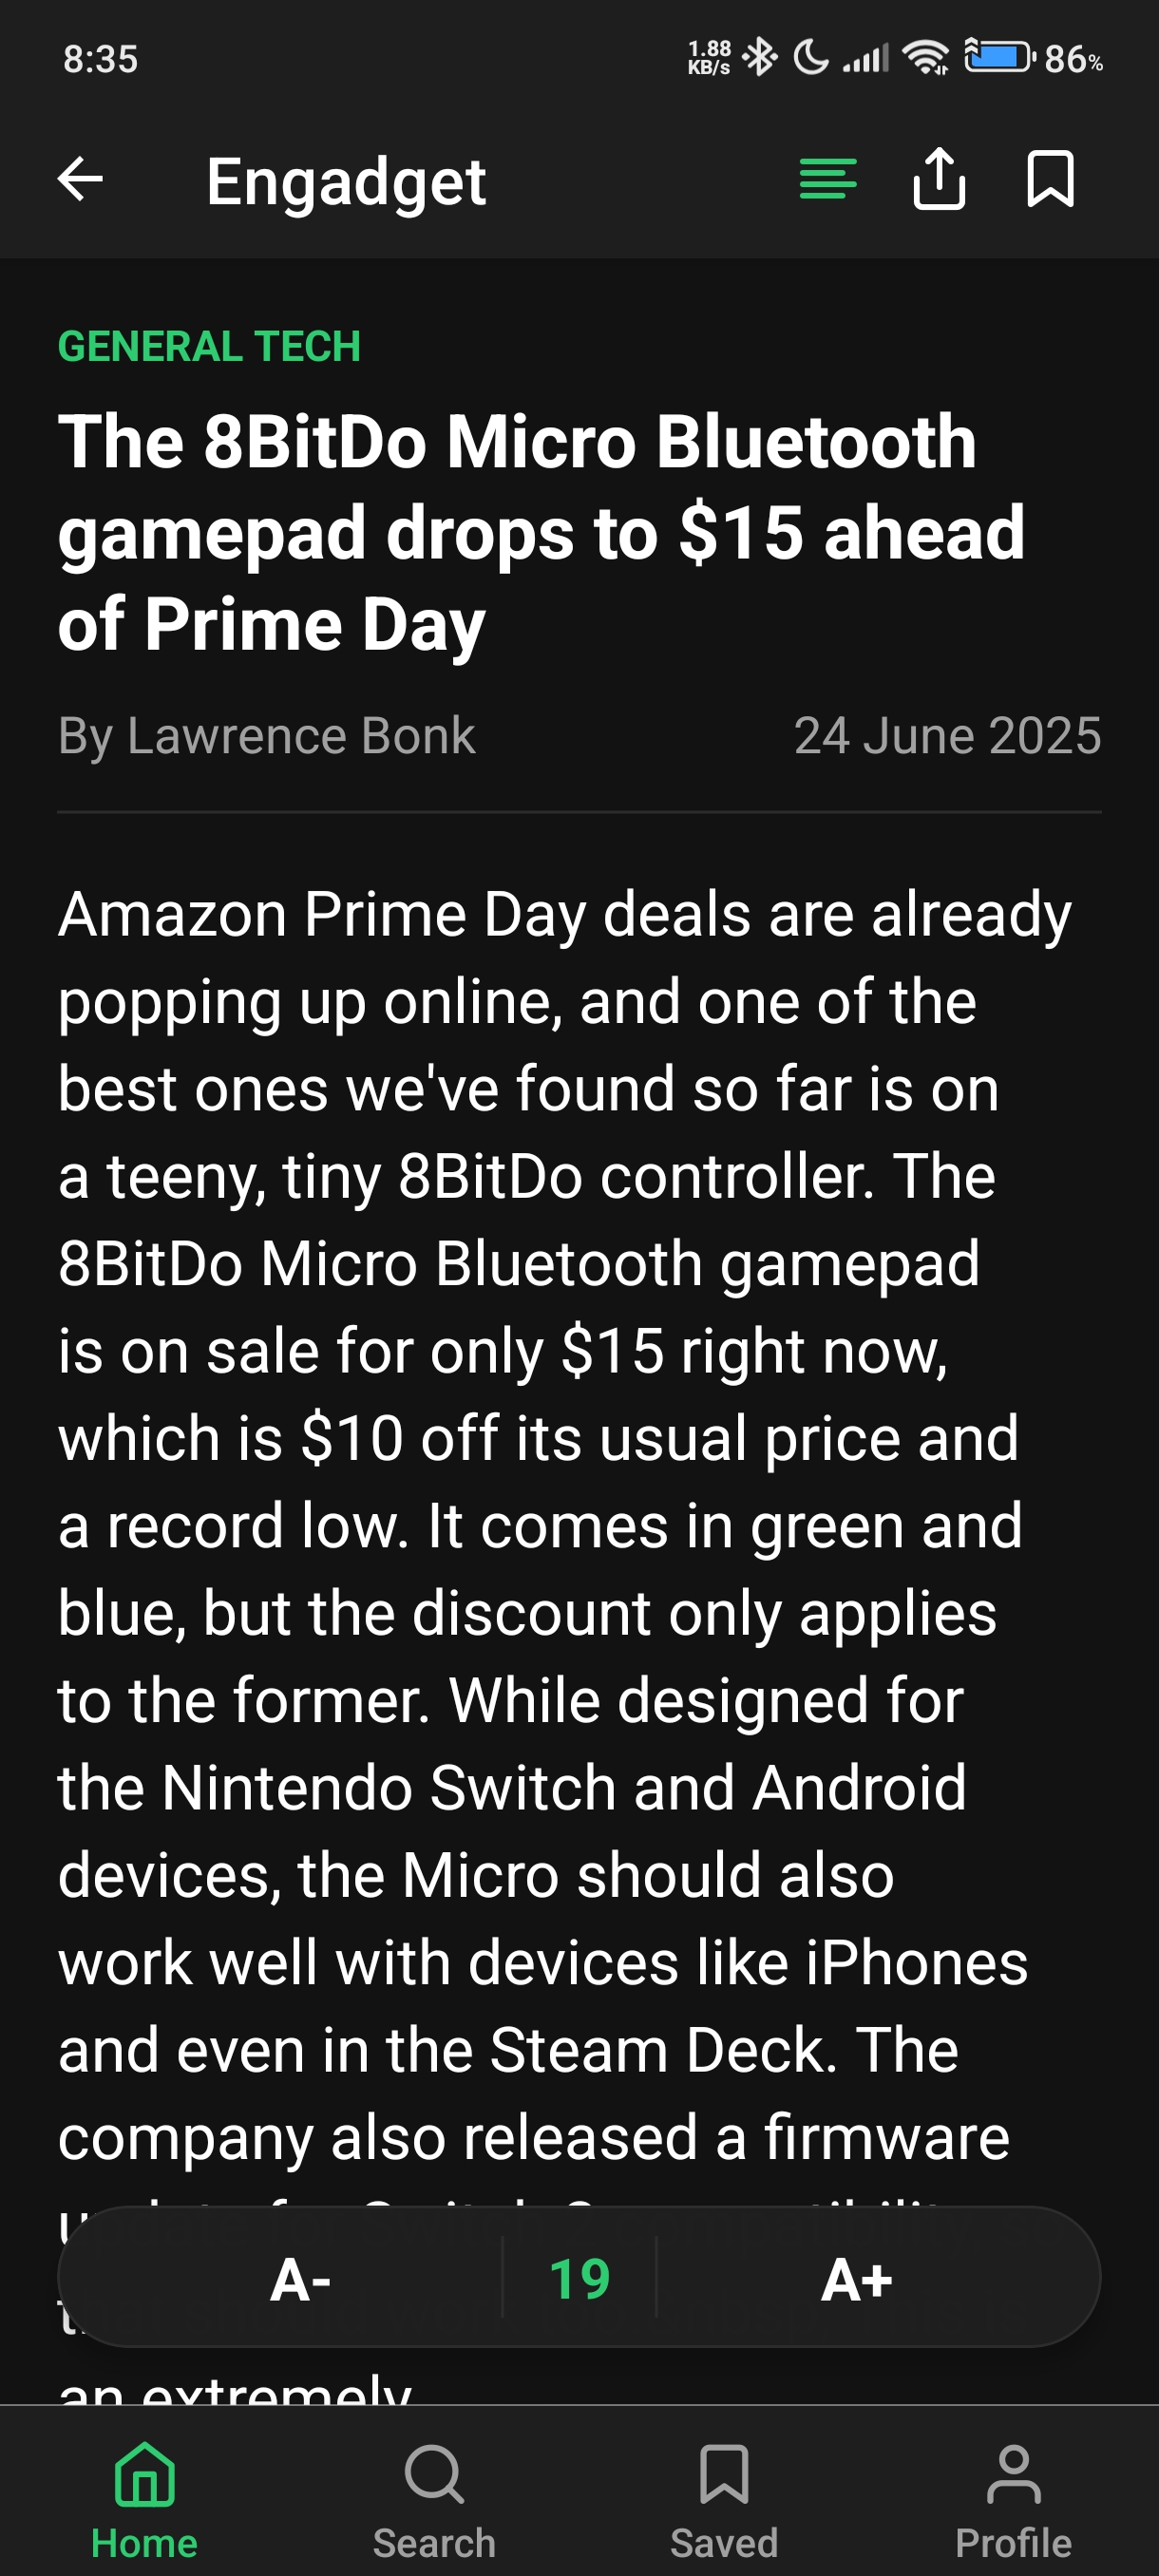 8:35
1.88
KB/s
86%
Engadget
GENERAL TECH
The 8BitDo Micro Bluetooth
gamepad drops to $15 ahead
of Prime Day
By Lawrence Bonk
24 June 2025
Amazon Prime Day deals are already
popping up online, and one of the
best ones we've found so far is on
a teeny, tiny 8BitDo controller. The
8BitDo Micro Bluetooth gamepad
is on sale for only $15 right now,
which is $10 off its usual price and
a record low. It comes in green and
blue, but the discount only applies
to the former. While designed for
the Nintendo Switch and Android
devices, the Micro should also
work well with devices like iPhones
and even in the Steam Deck. The
company also released a firmware
A-
19
A+
an extremely
Home
Search
Saved
Profile